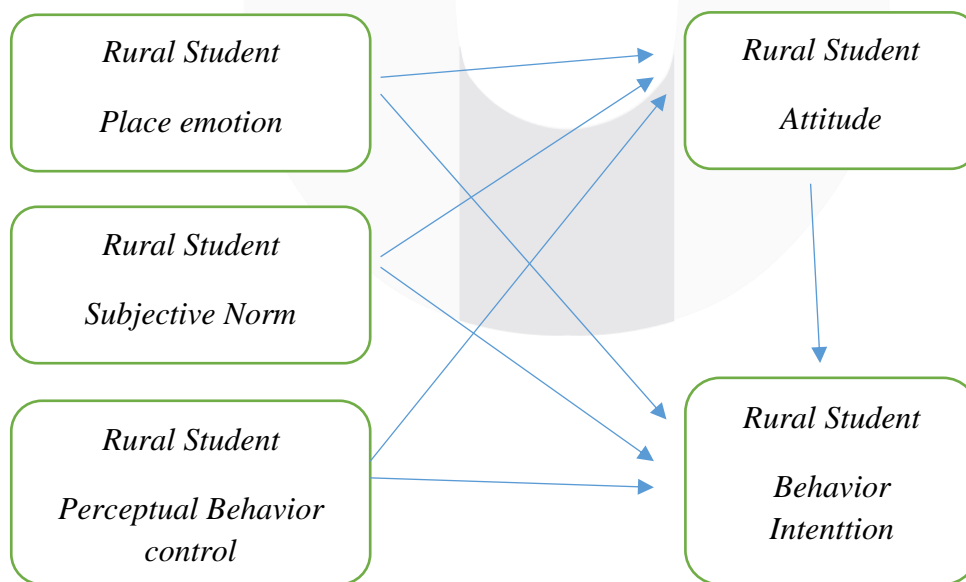 Rural Student
Place emotion
Rural Student
Attitude
Rural Student
Subjective Norm
Rural Student
Perceptual Behavior
control
Rural Student
Behavior
Intenttion